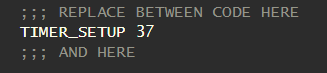 ;;; REPLACE BETWEEN CODE HERE
TIMER_SETUP 37
;;; AND HERE